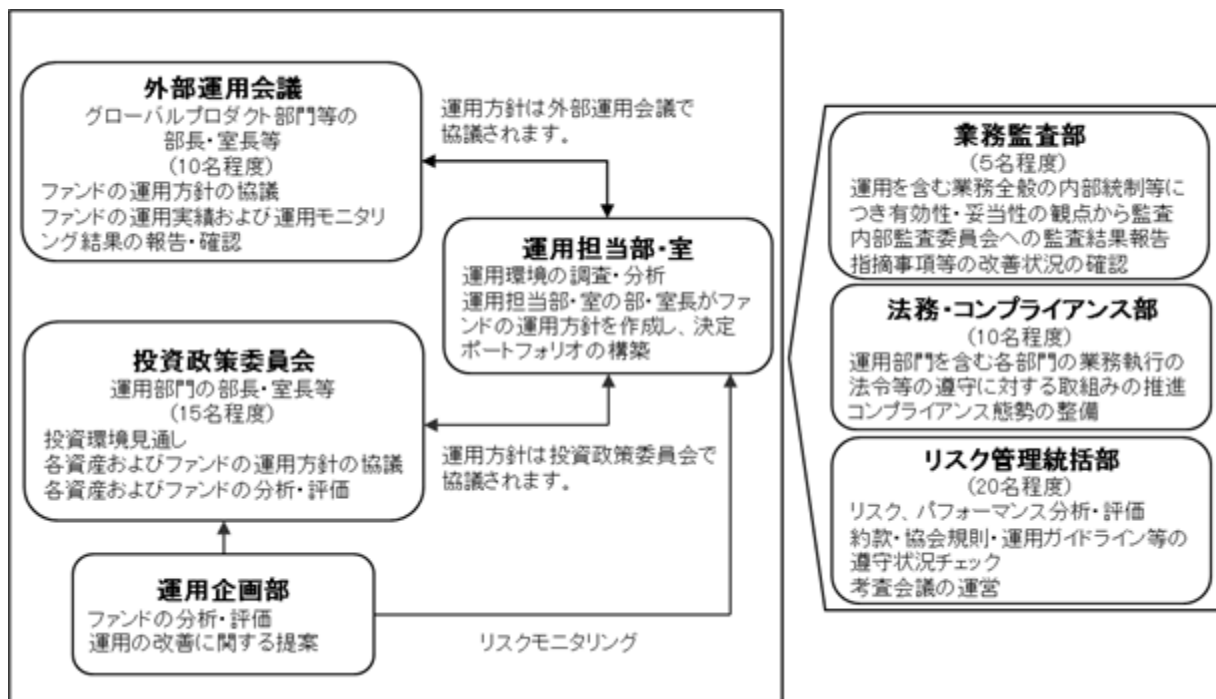 外部運用会議
グローバルプロダクト部門等の
部長・室長等
(10名程度)
ファンドの運用方針の協議
ファンドの運用実績および運用モニタリ
ング結果の報告・確認
運用方針は外部運用会議で
協議されます。
運用担当部・室
運用環境の調査・分析
運用担当部・室の部・室長がファ
ンドの運用方針を作成し、決定
ポートフォリオの構築
投資政策委員会
運用部門の部長・室長等
(15名程度)
投資環境見通し
各資産およびファンドの運用方針の協議
各資産およびファンドの分析・評価
運用方針は投資政策委員会で
協議されます。
運用企画部
ファンドの分析・評価
運用の改善に関する提案
リスクモニタリング
業務監査部
(5名程度)
運用を含む業務全般の内部統制等に
つき有効性・妥当性の観点から監査
内部監査委員会への監査結果報告
指摘事項等の改善状況の確認
法務・コンプライアンス部
(10名程度)
運用部門を含む各部門の業務執行の
法令等の遵守に対する取組みの推進
コンプライアンス態勢の整備
リスク管理統括部
(20名程度)
リスク、パフォーマンス分析・評価
約款・協会規則・運用ガイドライン等の
遵守状況チェック
考査会議の運営